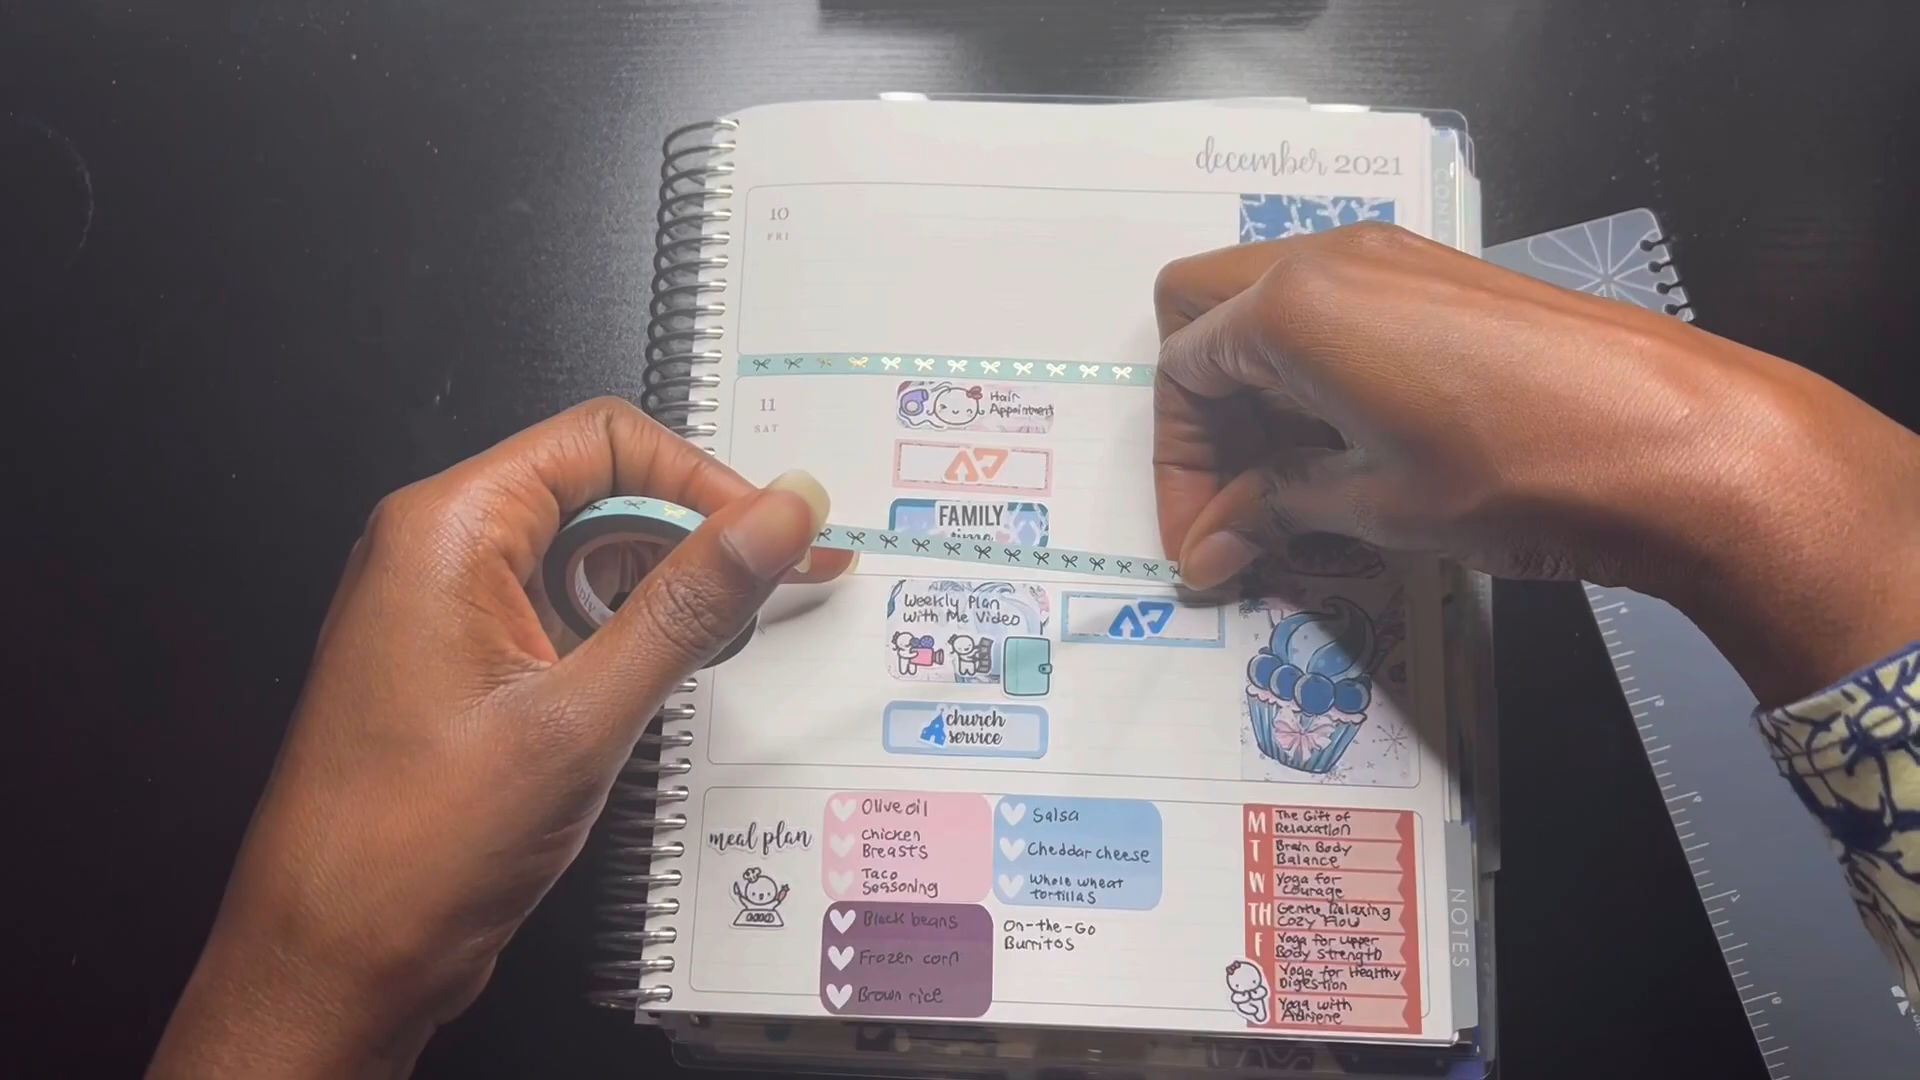 december 2021
10
FRI
11
SAT
Hair
Appointment
FAMILY
Weekly Plan
With Me Video
church
service
meal plan
Olive oil
Chicken
Breasts
Taco
Seasoning
Black beans
Frozen corn
Brown rice
Salsa
Cheddar cheese
Whole wheat
tortillas
On-the-Go
Burritos
M The Gift of
Relaxation
T Brain Body
Balance
W Yoga for
Courage
TH Gentle Relaxing
Cozy Flow
F Yoga for Upper
Body Strength
Yoga for Healthy
Digestion
Yoga with
Adriene
NOTES